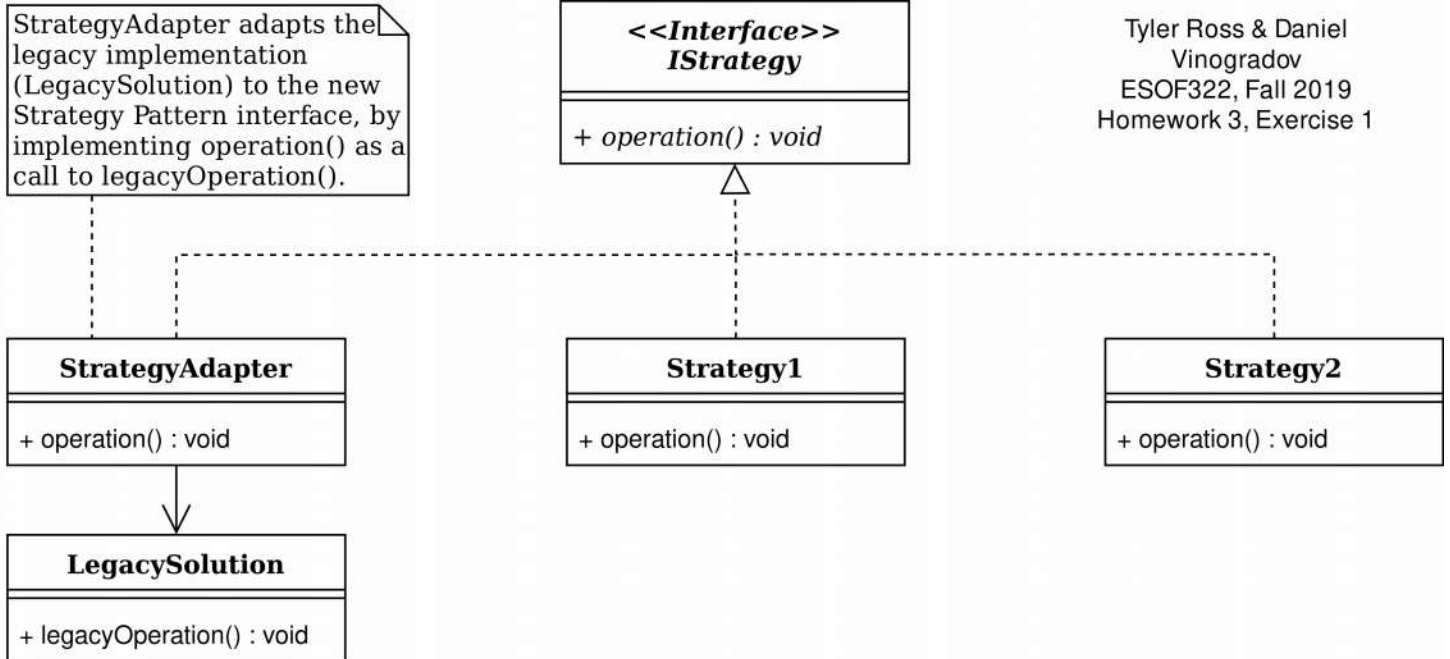 StrategyAdapter adapts the
legacy implementation
(LegacySolution) to the new
Strategy Pattern interface, by
implementing operation() as a
call to legacyOperation().
<<Interface>>
IStrategy
+ operation() : void
Tyler Ross & Daniel
Vinogradov
ESOF322, Fall 2019
Homework 3, Exercise 1
StrategyAdapter
+ operation() : void
Strategy1
+ operation() : void
Strategy2
+ operation() : void
LegacySolution
+ legacyOperation() : void